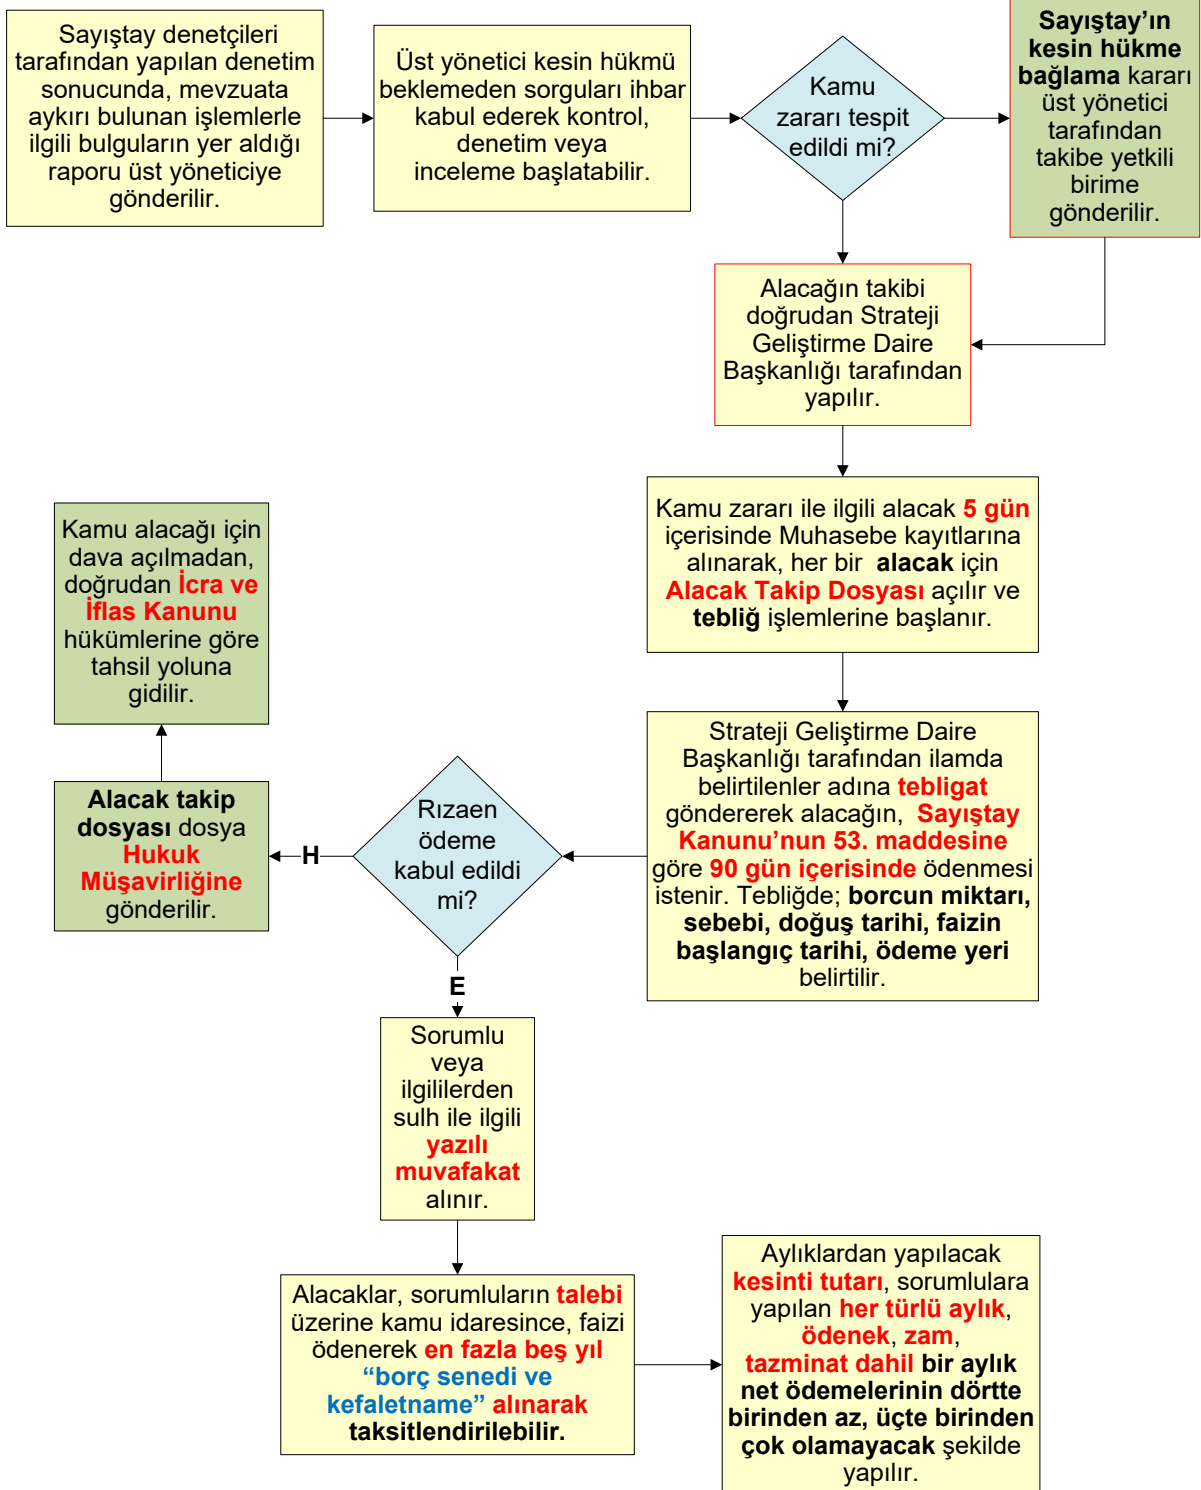 Sayıştay denetçileri
tarafından yapılan denetim
sonucunda, mevzuata
aykırı bulunan işlemlerle
ilgili bulguların yer aldığı
raporu üst yöneticiye
gönderilir.
Üst yönetici kesin hükmü
beklemeden sorguları ihbar
kabul ederek kontrol,
denetim veya
inceleme başlatabilir.
Kamu
zararı tespit
edildi mi?
Sayıştay’ın
kesin hükme
bağlama kararı
üst yönetici
tarafından
takibe yetkili
birime
gönderilir.
Alacağın takibi
doğrudan Strateji
Geliştirme Daire
Başkanlığı tarafından
yapılır.
Kamu zararı ile ilgili alacak 5 gün
içerisinde Muhasebe kayıtlarına
alınarak, her bir alacak için
Alacak Takip Dosyası açılır ve
tebliğ işlemlerine başlanır.
Strateji Geliştirme Daire
Başkanlığı tarafından ilamda
belirtilenler adına tebligat
göndererek alacağın, Sayıştay
Kanunu’nun 53. maddesine
göre 90 gün içerisinde ödenmesi
istenir. Tebliğde; borcun miktarı,
sebebi, doğuş tarihi, faizin
başlangıç tarihi, ödeme yeri
belirtilir.
Rızaen
ödeme
kabul edildi
mi?
H
Alacak takip
dosyası dosya
Hukuk
Müşavirliğine
gönderilir.
Kamu alacağı için
dava açılmadan,
doğrudan İcra ve
İflas Kanunu
hükümlerine göre
tahsil yoluna
gidilir.
E
Sorumlu
veya
ilgililerden
sulh ile ilgili
yazılı
muvafakat
alınır.
Alacaklar, sorumluların talebi
üzerine kamu idaresince, faizi
ödenerek en fazla beş yıl
“borç senedi ve
kefaletname” alınarak
taksitlendirilebilir.
Aylıklardan yapılacak
kesinti tutarı, sorumlulara
yapılan her türlü aylık,
ödenek, zam,
tazminat dahil bir aylık
net ödemelerinin dörtte
birinden az, üçte birinden
çok olamayacak şekilde
yapılır.